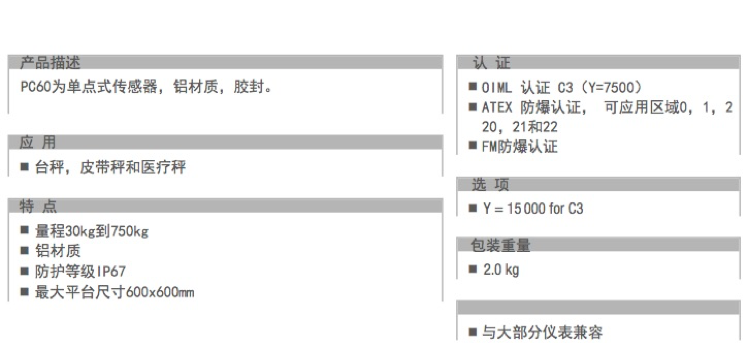 产品描述
PC60为单点式传感器，铝材质，胶封。
应 用
■ 台秤，皮带秤和医疗秤
特 点
■ 量程30kg到750kg
■ 铝材质
■ 防护等级IP67
■ 最大平台尺寸600x600mm
认 证
■ OIML 认证 C3（Y=7500）
■ ATEX 防爆认证， 可应用区域0，1，2
20，21和22
■ FM防爆认证
选 项
■ Y = 15 000 for C3
包装重量
■ 2.0 kg
■ 与大部分仪表兼容